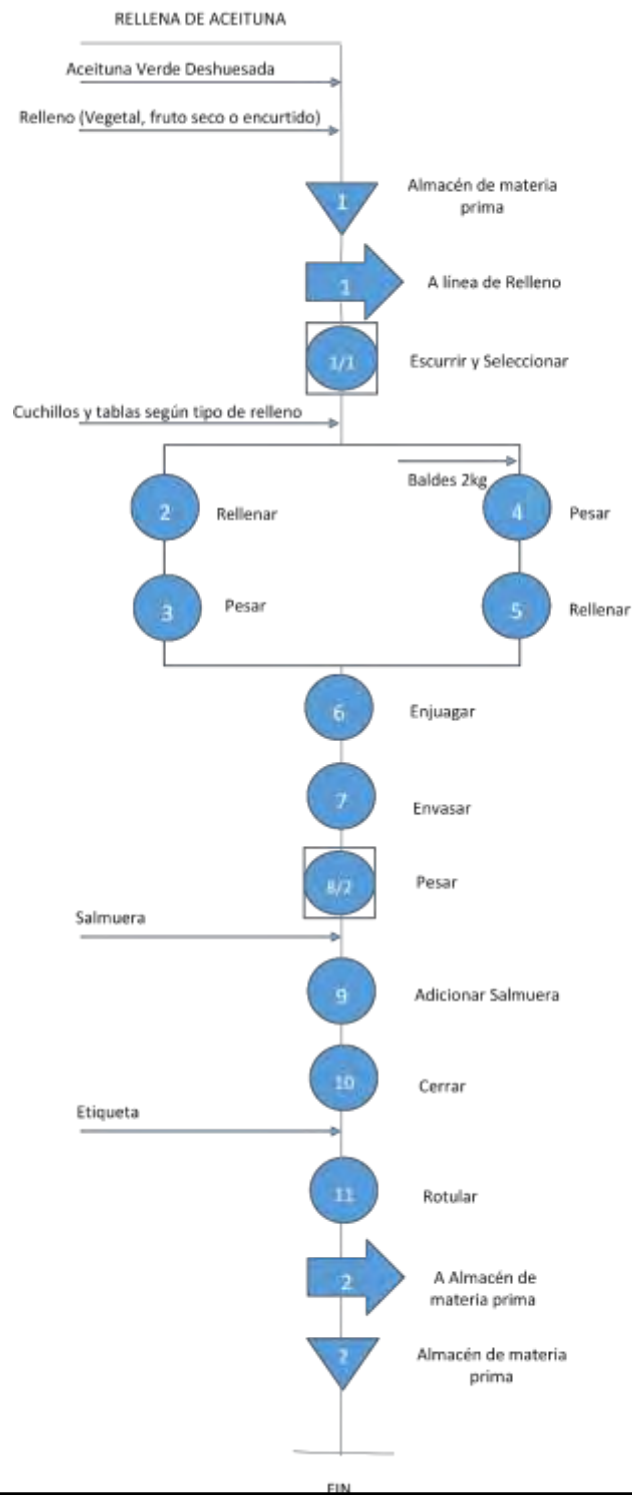 RELLENA DE ACEITUNA
Aceituna Verde Deshuesada
Relleno (Vegetal, fruto seco o encurtido)
1
Almacén de materia
prima
1
A línea de Relleno
1/1
Escurrir y Seleccionar
Cuchillos y tablas según tipo de relleno
Baldes 2kg
2
Rellenar
4
Pesar
3
Pesar
5
Rellenar
6
Enjuagar
7
Envasar
8/2
Pesar
Salmuera
9
Adicionar Salmuera
10
Cerrar
Etiqueta
11
Rotular
2
A Almacén de
materia prima
2
Almacén de materia
prima
FIN